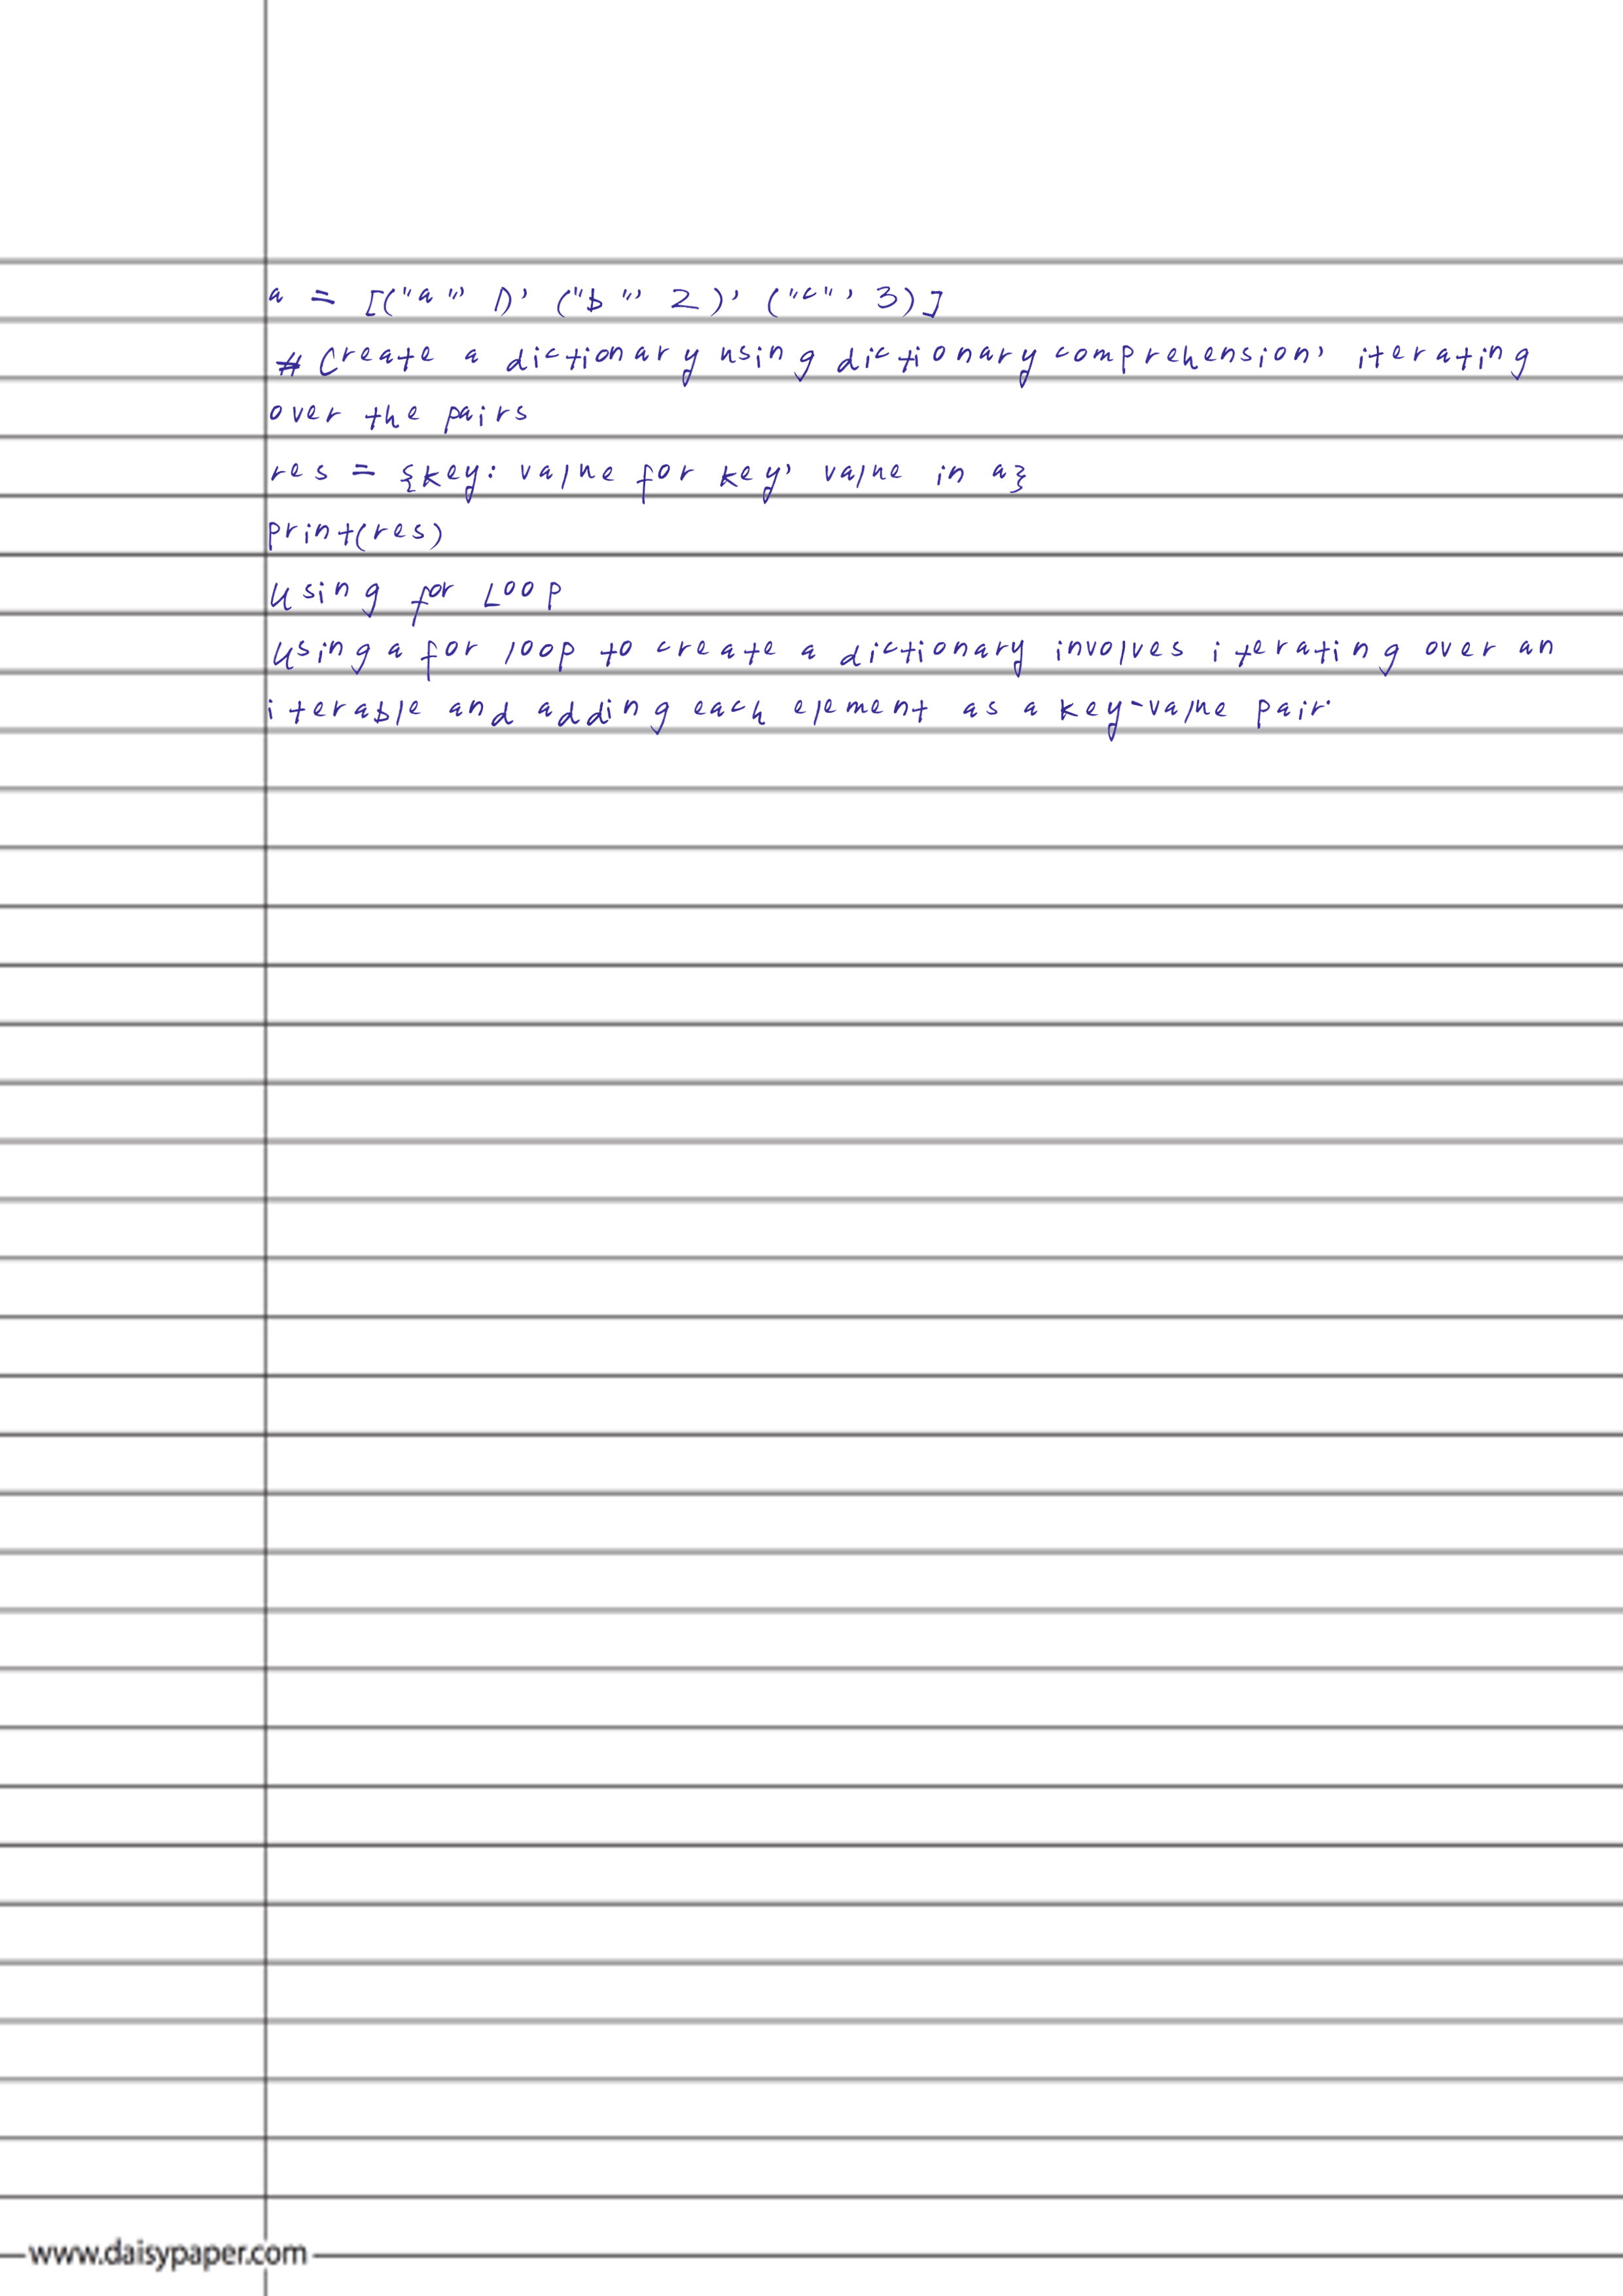 a = [("a", 1), ("b", 2), ("c", 3)]
# Create a dictionary using dictionary comprehension, iterating
over the pairs
res = {key: value for key, value in a}
print(res)
Using for Loop
Using a for loop to create a dictionary involves iterating over an
iterable and adding each element as a key-value pair.
www.daisypaper.com